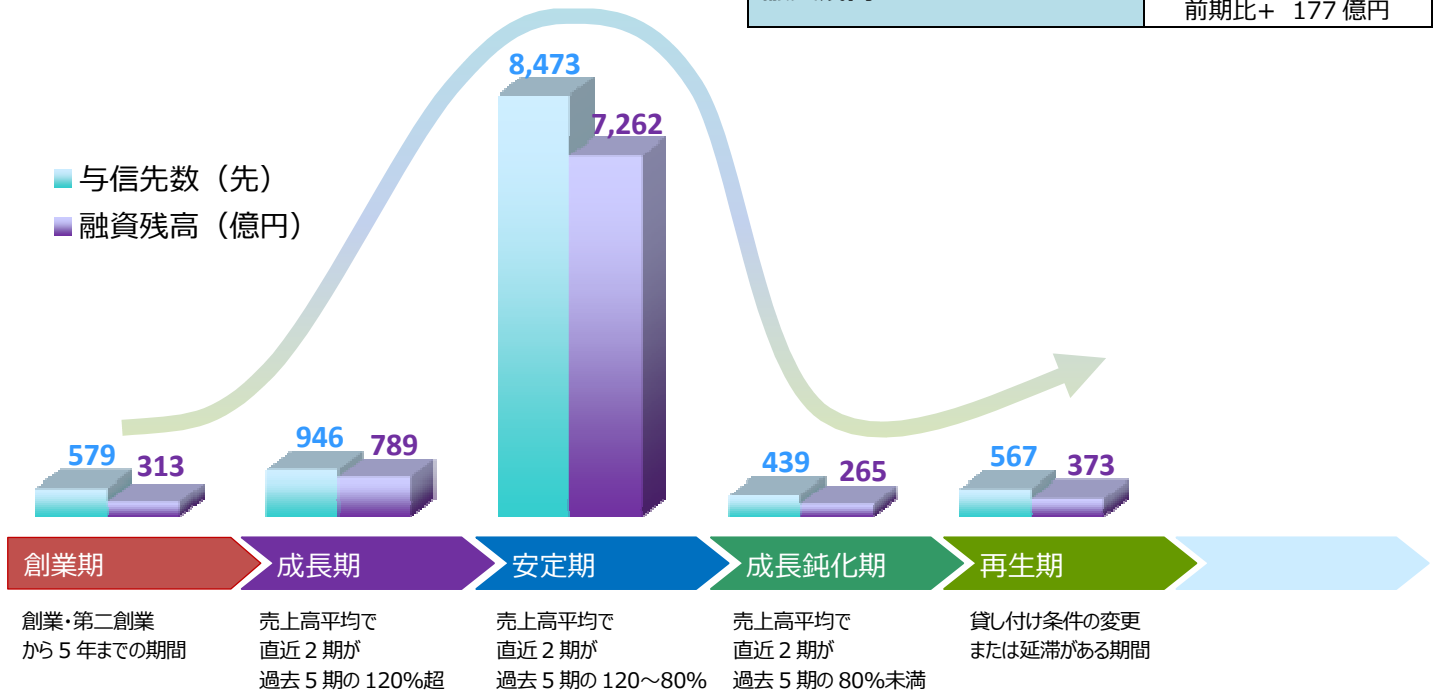 前期比+ 177 億円
8,473
7,262
与信先数（先）
融資残高（億円）
579
313
946
789
439
265
567
373
創業期
成長期
安定期
成長鈍化期
再生期
創業・第二創業
から 5 年までの期間
売上高平均で
直近 2 期が
過去 5 期の 120%超
売上高平均で
直近 2 期が
過去 5 期の 120～80%
売上高平均で
直近 2 期が
過去 5 期の 80%未満
貸し付け条件の変更
または延滞がある期間